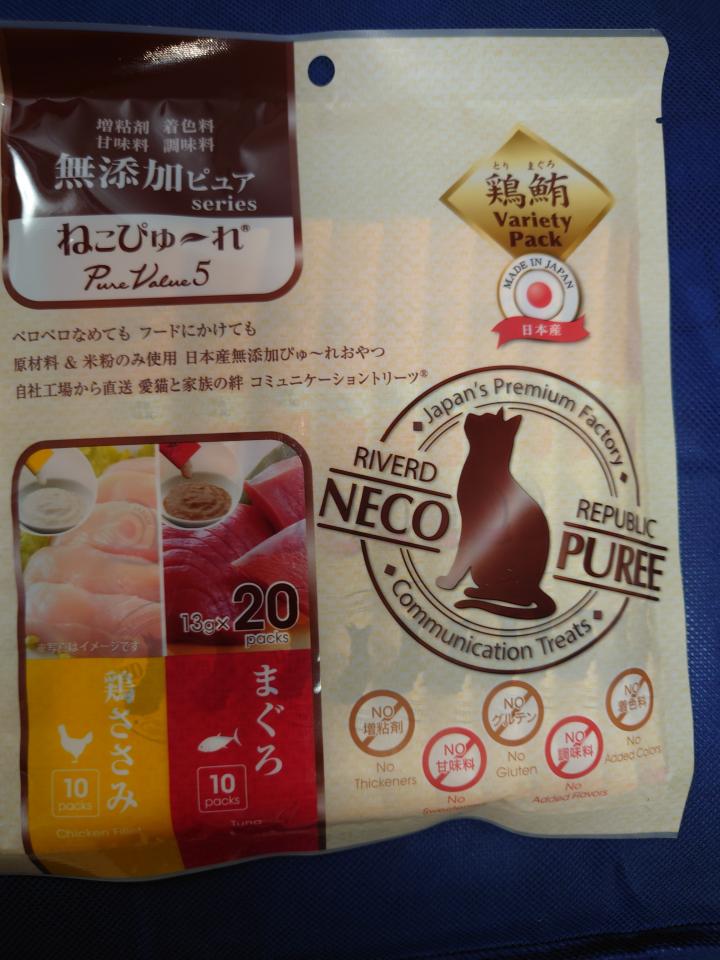 増粘剤 着色料
甘味料 調味料
無添加ピュア
series
ねこぴゅ〜れ®
PureValue5
とり まぐろ
鶏鮪
Variety
Pack
MADE IN JAPAN
日本産
ペロペロなめても フードにかけても
原材料 & 米粉のみ使用 日本産無添加ぴゅ〜れおやつ
自社工場から直送 愛猫と家族の絆 コミュニケーショントリーツ®
Japan's Premium Factory
RIVERD
NECO
REPUBLIC
PUREE
Communication Treats
13g×20
packs
※写真はイメージです
鶏ささみ
10
packs
Chicken Fillet
まぐろ
10
packs
Tuna
NO
増粘剤
No
Thickeners
NO
甘味料
No
NO
グルテン
No
Gluten
NO
調味料
No
Added Flavors
NO
着色料
No
Added Colors